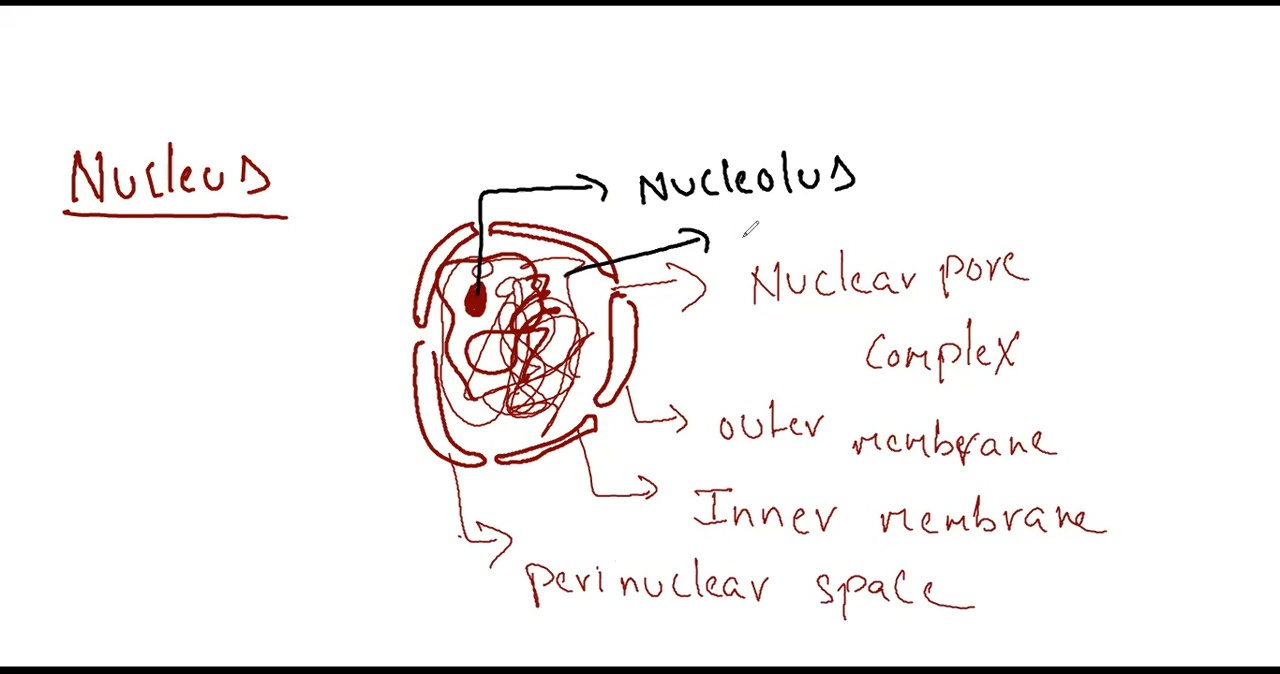 Nucleus
Nucleolus
Nuclear pore
complex
outer membrane
Inner membrane
perinuclear space